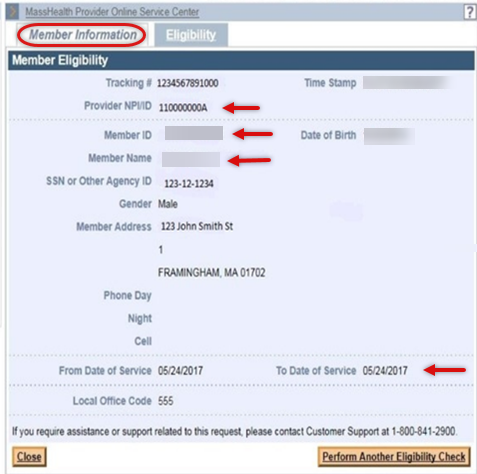 MassHealth Provider Online Service Center ?
Member Information Eligibility
Member Eligibility
Tracking # 1234567891000 Time Stamp
Provider NPI/ID 110000000A
Member ID Date of Birth
Member Name
SSN or Other Agency ID 123-12-1234
Gender Male
Member Address 123 John Smith St
1
FRAMINGHAM, MA 01702
Phone Day
Night
Cell
From Date of Service 05/24/2017 To Date of Service 05/24/2017
Local Office Code 555
If you require assistance or support related to this request, please contact Customer Support at 1-800-841-2900.
Close Perform Another Eligibility Check